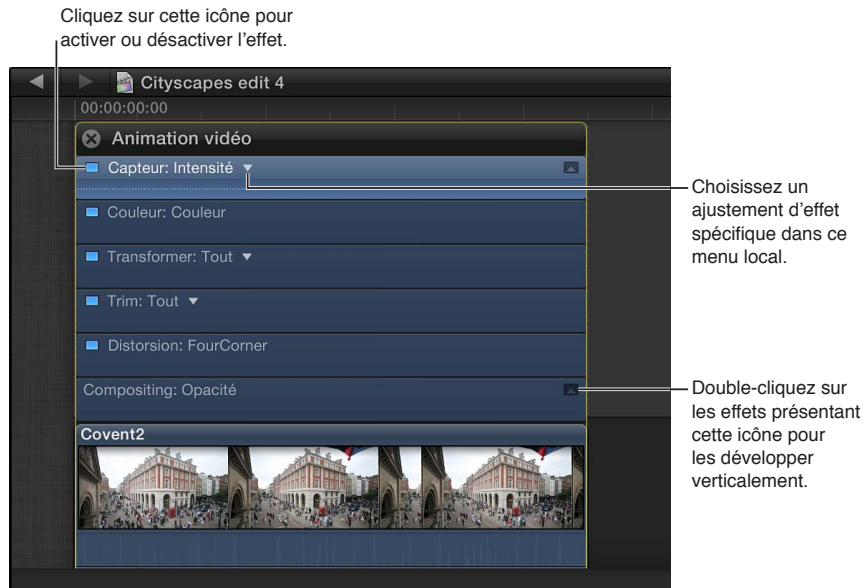 Cliquez sur cette icône pour
activer ou désactiver l’effet.
Cityscapes edit 4
00:00:00:00
Animation vidéo
Capteur: Intensité
Couleur: Couleur
Transformer: Tout
Trim: Tout
Distorsion: FourCorner
Compositing: Opacité
Covent2
Choisissez un
ajustement d’effet
spécifique dans ce
menu local.
Double-cliquez sur
les effets présentant
cette icône pour
les développer
verticalement.